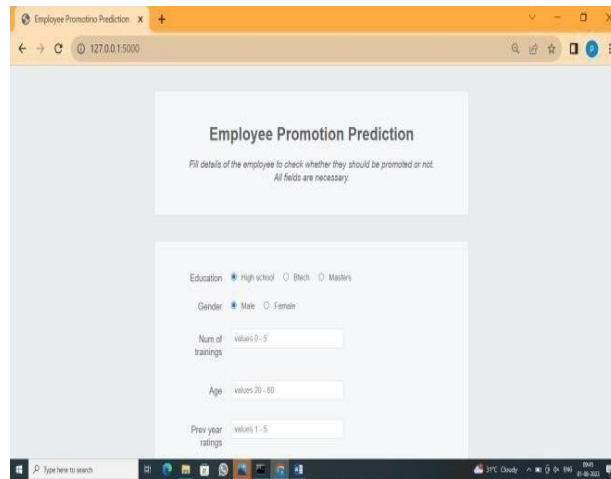 Employee Promotino Prediction
127.0.0.1:5000
Employee Promotion Prediction
Fill details of the employee to check whether they should be promoted or not.
All fields are necessary.
Education High school Btech Masters
Gender Male Female
Num of trainings values 0 - 5
Age values 20 - 60
Prev year ratings values 1 - 5
Type here to search 31°C Cloudy ENG